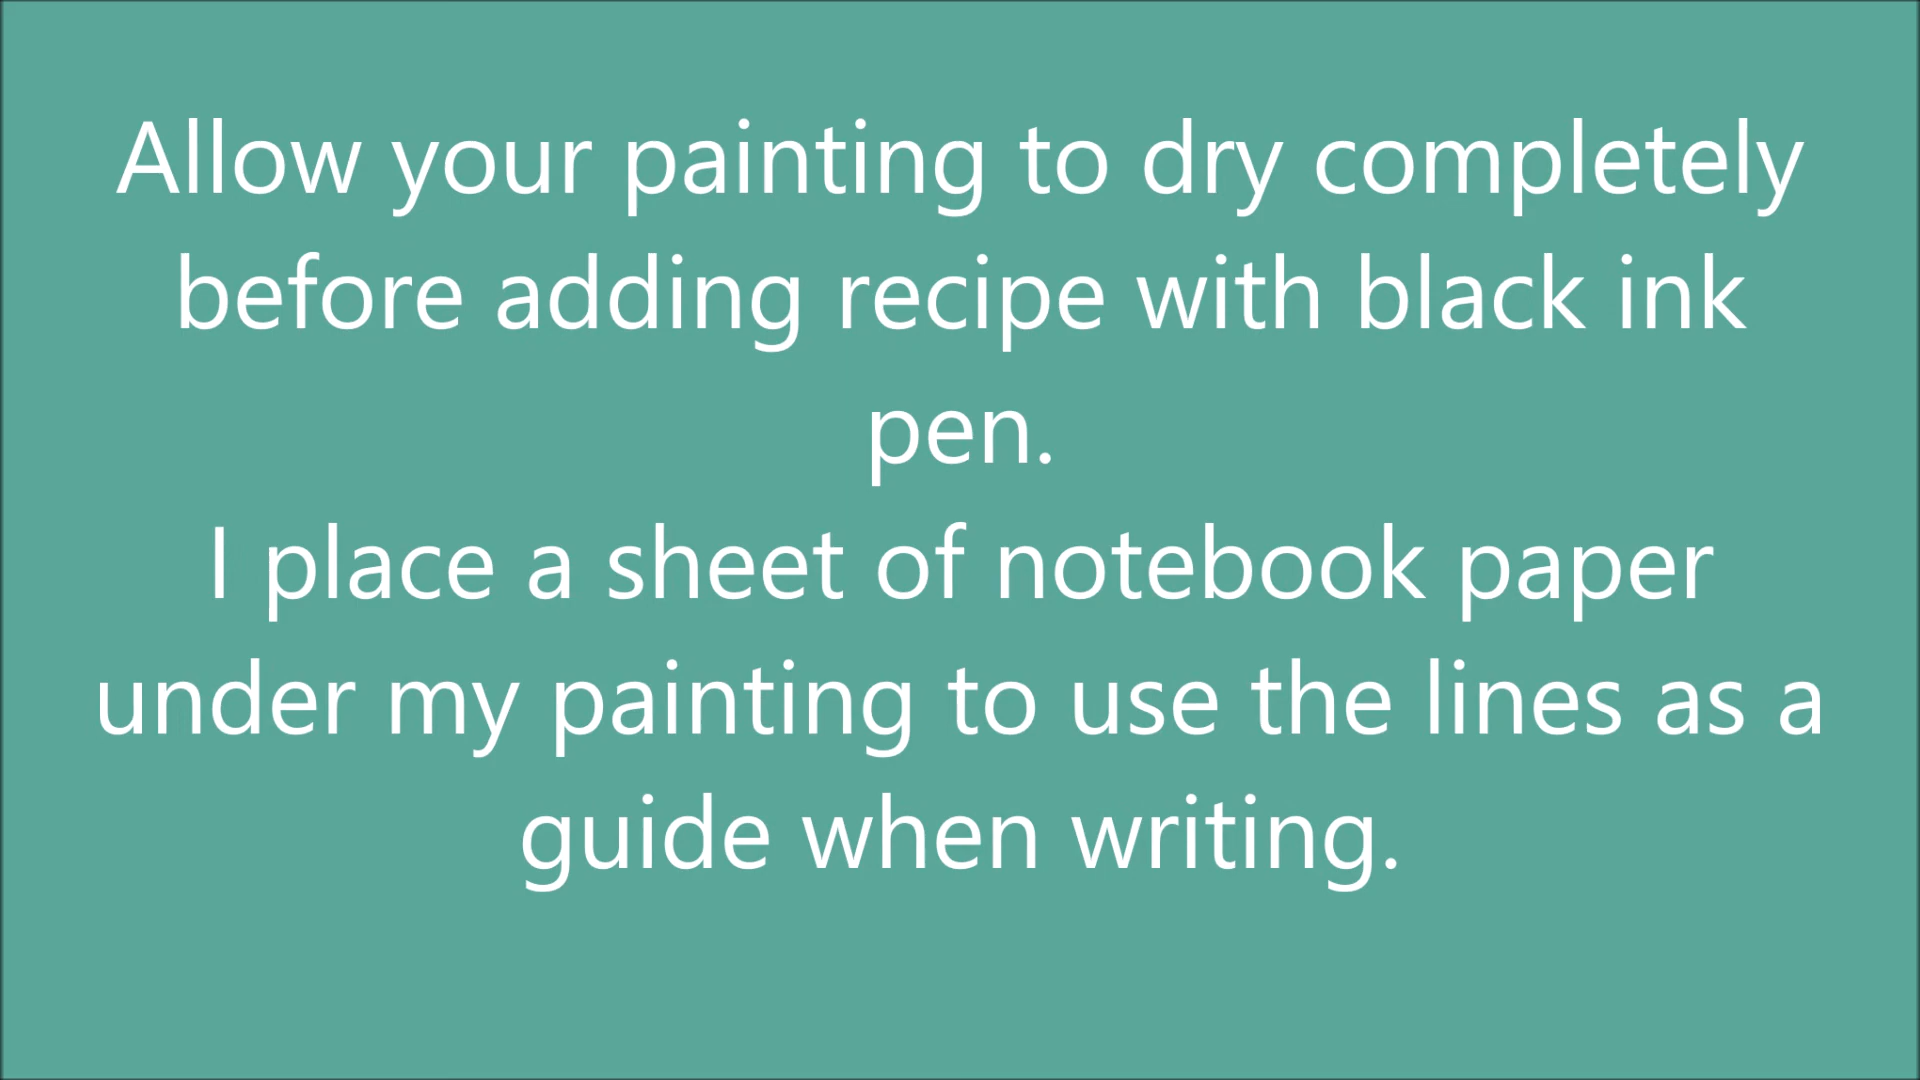 Allow your painting to dry completely
before adding recipe with black ink
pen.
I place a sheet of notebook paper
under my painting to use the lines as a
guide when writing.